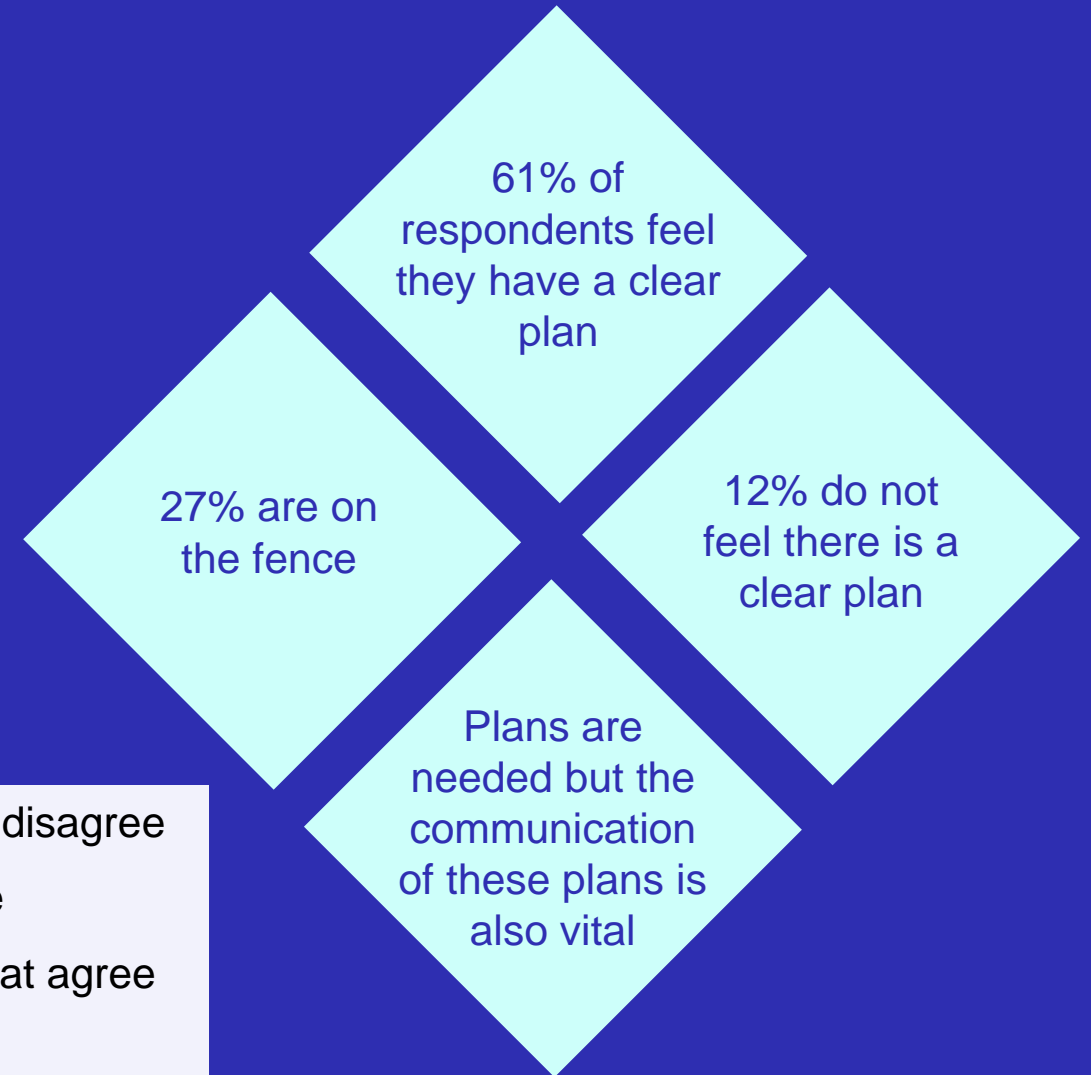 61% of
respondents feel
they have a clear
plan
27% are on
the fence
12% do not
feel there is a
clear plan
Plans are
needed but the
communication
of these plans is
also vital
disagree
at agree